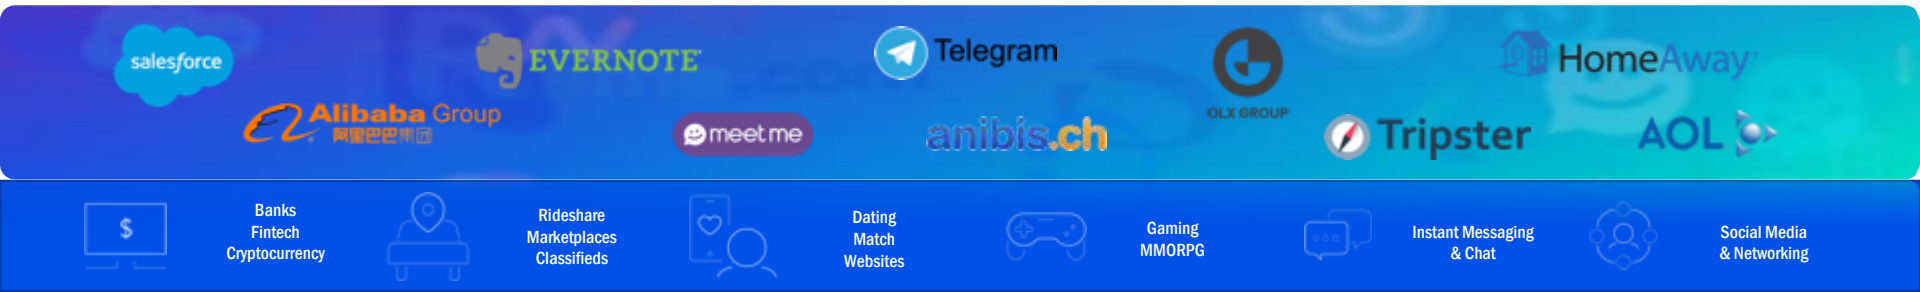 salesforce
EVERNOTE
Telegram
OLX GROUP
HomeAway
Alibaba Group
阿里巴巴集团
meetme
anibis.ch
Tripster
AOL
$
Banks
Fintech
Cryptocurrency
Rideshare
Marketplaces
Classifieds
Dating
Match
Websites
Gaming
MMORPG
Instant Messaging
& Chat
Social Media
& Networking